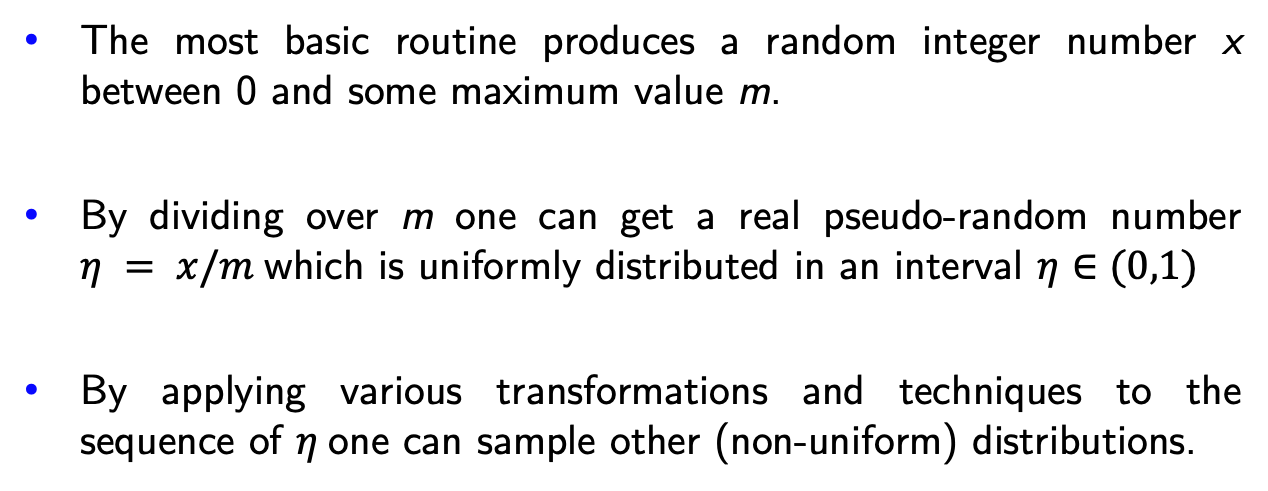 • The most basic routine produces a random integer number x
between 0 and some maximum value m.
• By dividing over m one can get a real pseudo-random number
η = x/m which is uniformly distributed in an interval η ∈ (0,1)
• By applying various transformations and techniques to the
sequence of η one can sample other (non-uniform) distributions.